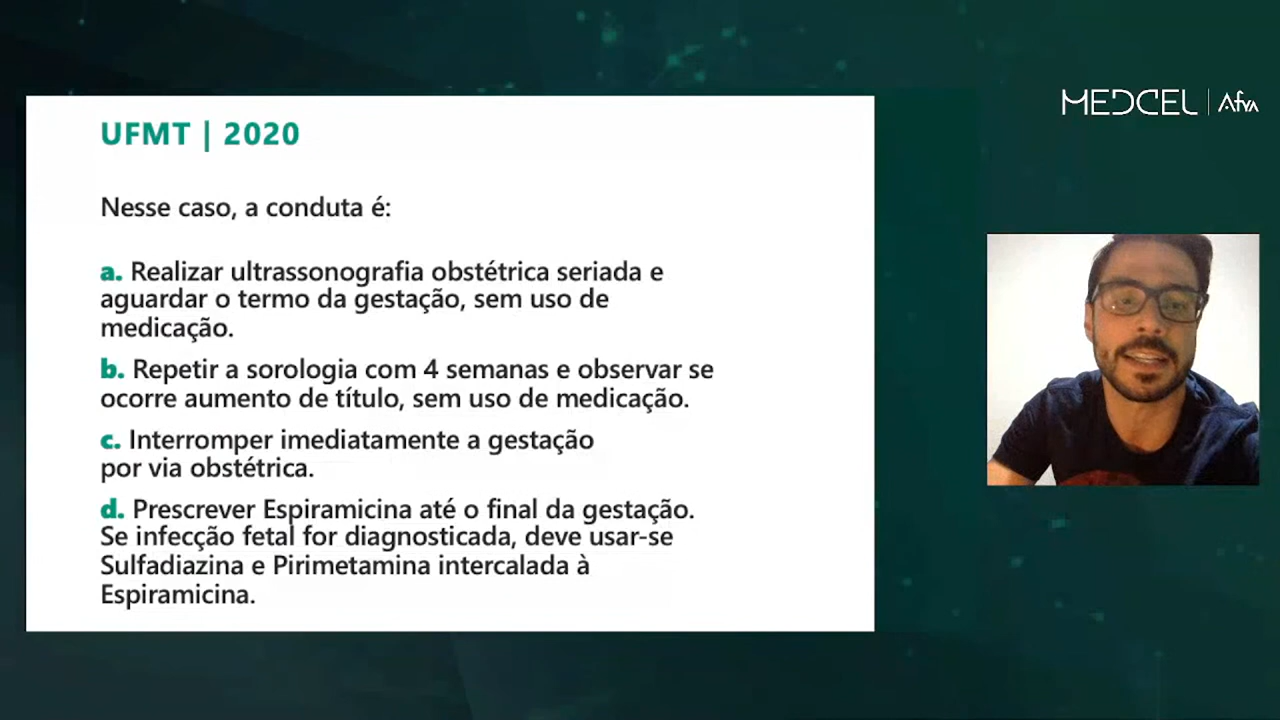 UFMT | 2020
Nesse caso, a conduta é:
a. Realizar ultrassonografia obstétrica seriada e
aguardar o termo da gestação, sem uso de
medicação.
b. Repetir a sorologia com 4 semanas e observar se
ocorre aumento de título, sem uso de medicação.
c. Interromper imediatamente a gestação
por via obstétrica.
d. Prescrever Espiramicina até o final da gestação.
Se infecção fetal for diagnosticada, deve usar-se
Sulfadiazina e Pirimetamina intercalada à
Espiramicina.
MEDCEL | Afya